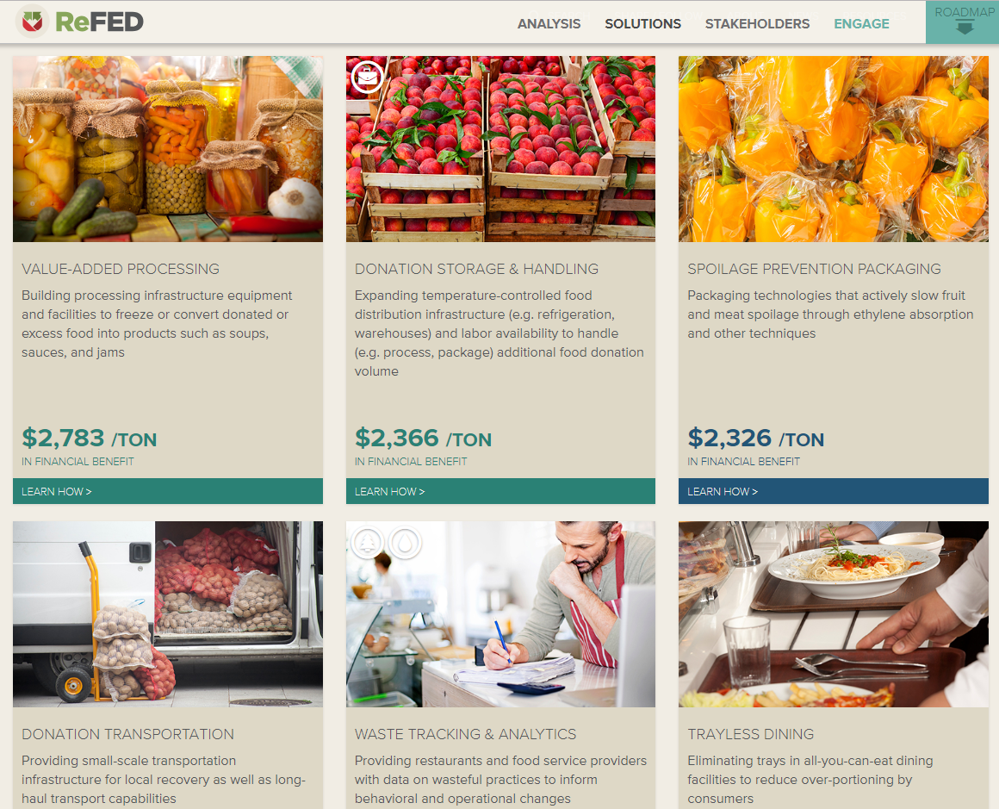 ReFED
ANALYSIS
SOLUTIONS
STAKEHOLDERS
ENGAGE
ROADMAP
VALUE-ADDED PROCESSING
Building processing infrastructure equipment
and facilities to freeze or convert donated or
excess food into products such as soups,
sauces, and jams
$2,783 /TON
IN FINANCIAL BENEFIT
LEARN HOW >
DONATION STORAGE & HANDLING
Expanding temperature-controlled food
distribution infrastructure (e.g. refrigeration,
warehouses) and labor availability to handle
(e.g. process, package) additional food donation
volume
$2,366 /TON
IN FINANCIAL BENEFIT
LEARN HOW >
SPOILAGE PREVENTION PACKAGING
Packaging technologies that actively slow fruit
and meat spoilage through ethylene absorption
and other techniques
$2,326 /TON
IN FINANCIAL BENEFIT
LEARN HOW >
DONATION TRANSPORTATION
Providing small-scale transportation
infrastructure for local recovery as well as long-
haul transport capabilities
WASTE TRACKING & ANALYTICS
Providing restaurants and food service providers
with data on wasteful practices to inform
behavioral and operational changes
TRAYLESS DINING
Eliminating trays in all-you-can-eat dining
facilities to reduce over-portioning by
consumers